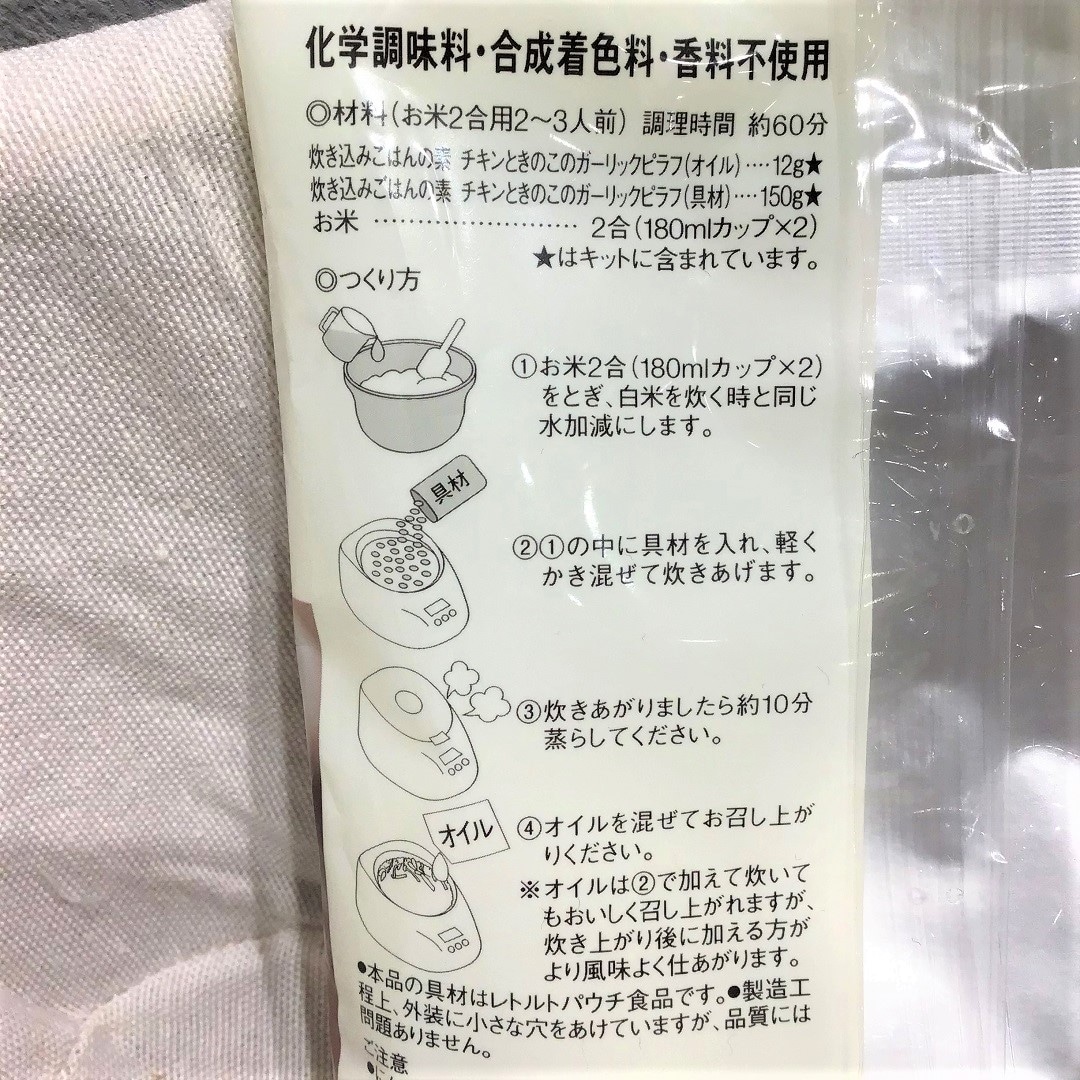 化学調味料・合成着色料・香料不使用
◎材料(お米2合用2〜3人前) 調理時間 約60分
炊き込みごはんの素 チキンときのこのガーリックピラフ(オイル)‥‥12g★
炊き込みごはんの素 チキンときのこのガーリックピラフ(具材)‥‥150g★
お米 ‥‥‥‥‥‥‥‥‥‥‥‥ 2合(180mlカップ×2)
★はキットに含まれています。
◎つくり方
①お米2合(180mlカップ×2)
をとぎ、白米を炊く時と同じ
水加減にします。
具材
②①の中に具材を入れ、軽く
かき混ぜて炊きあげます。
③炊きあがりましたら約10分
蒸らしてください。
オイル
④オイルを混ぜてお召し上が
りください。
※オイルは②で加えて炊いて
もおいしく召し上がれますが、
炊き上がり後に加える方が
より風味よく仕あがります。
●本品の具材はレトルトパウチ食品です。●製造工
程上、外装に小さな穴をあけていますが、品質には
問題ありません。
ご注意